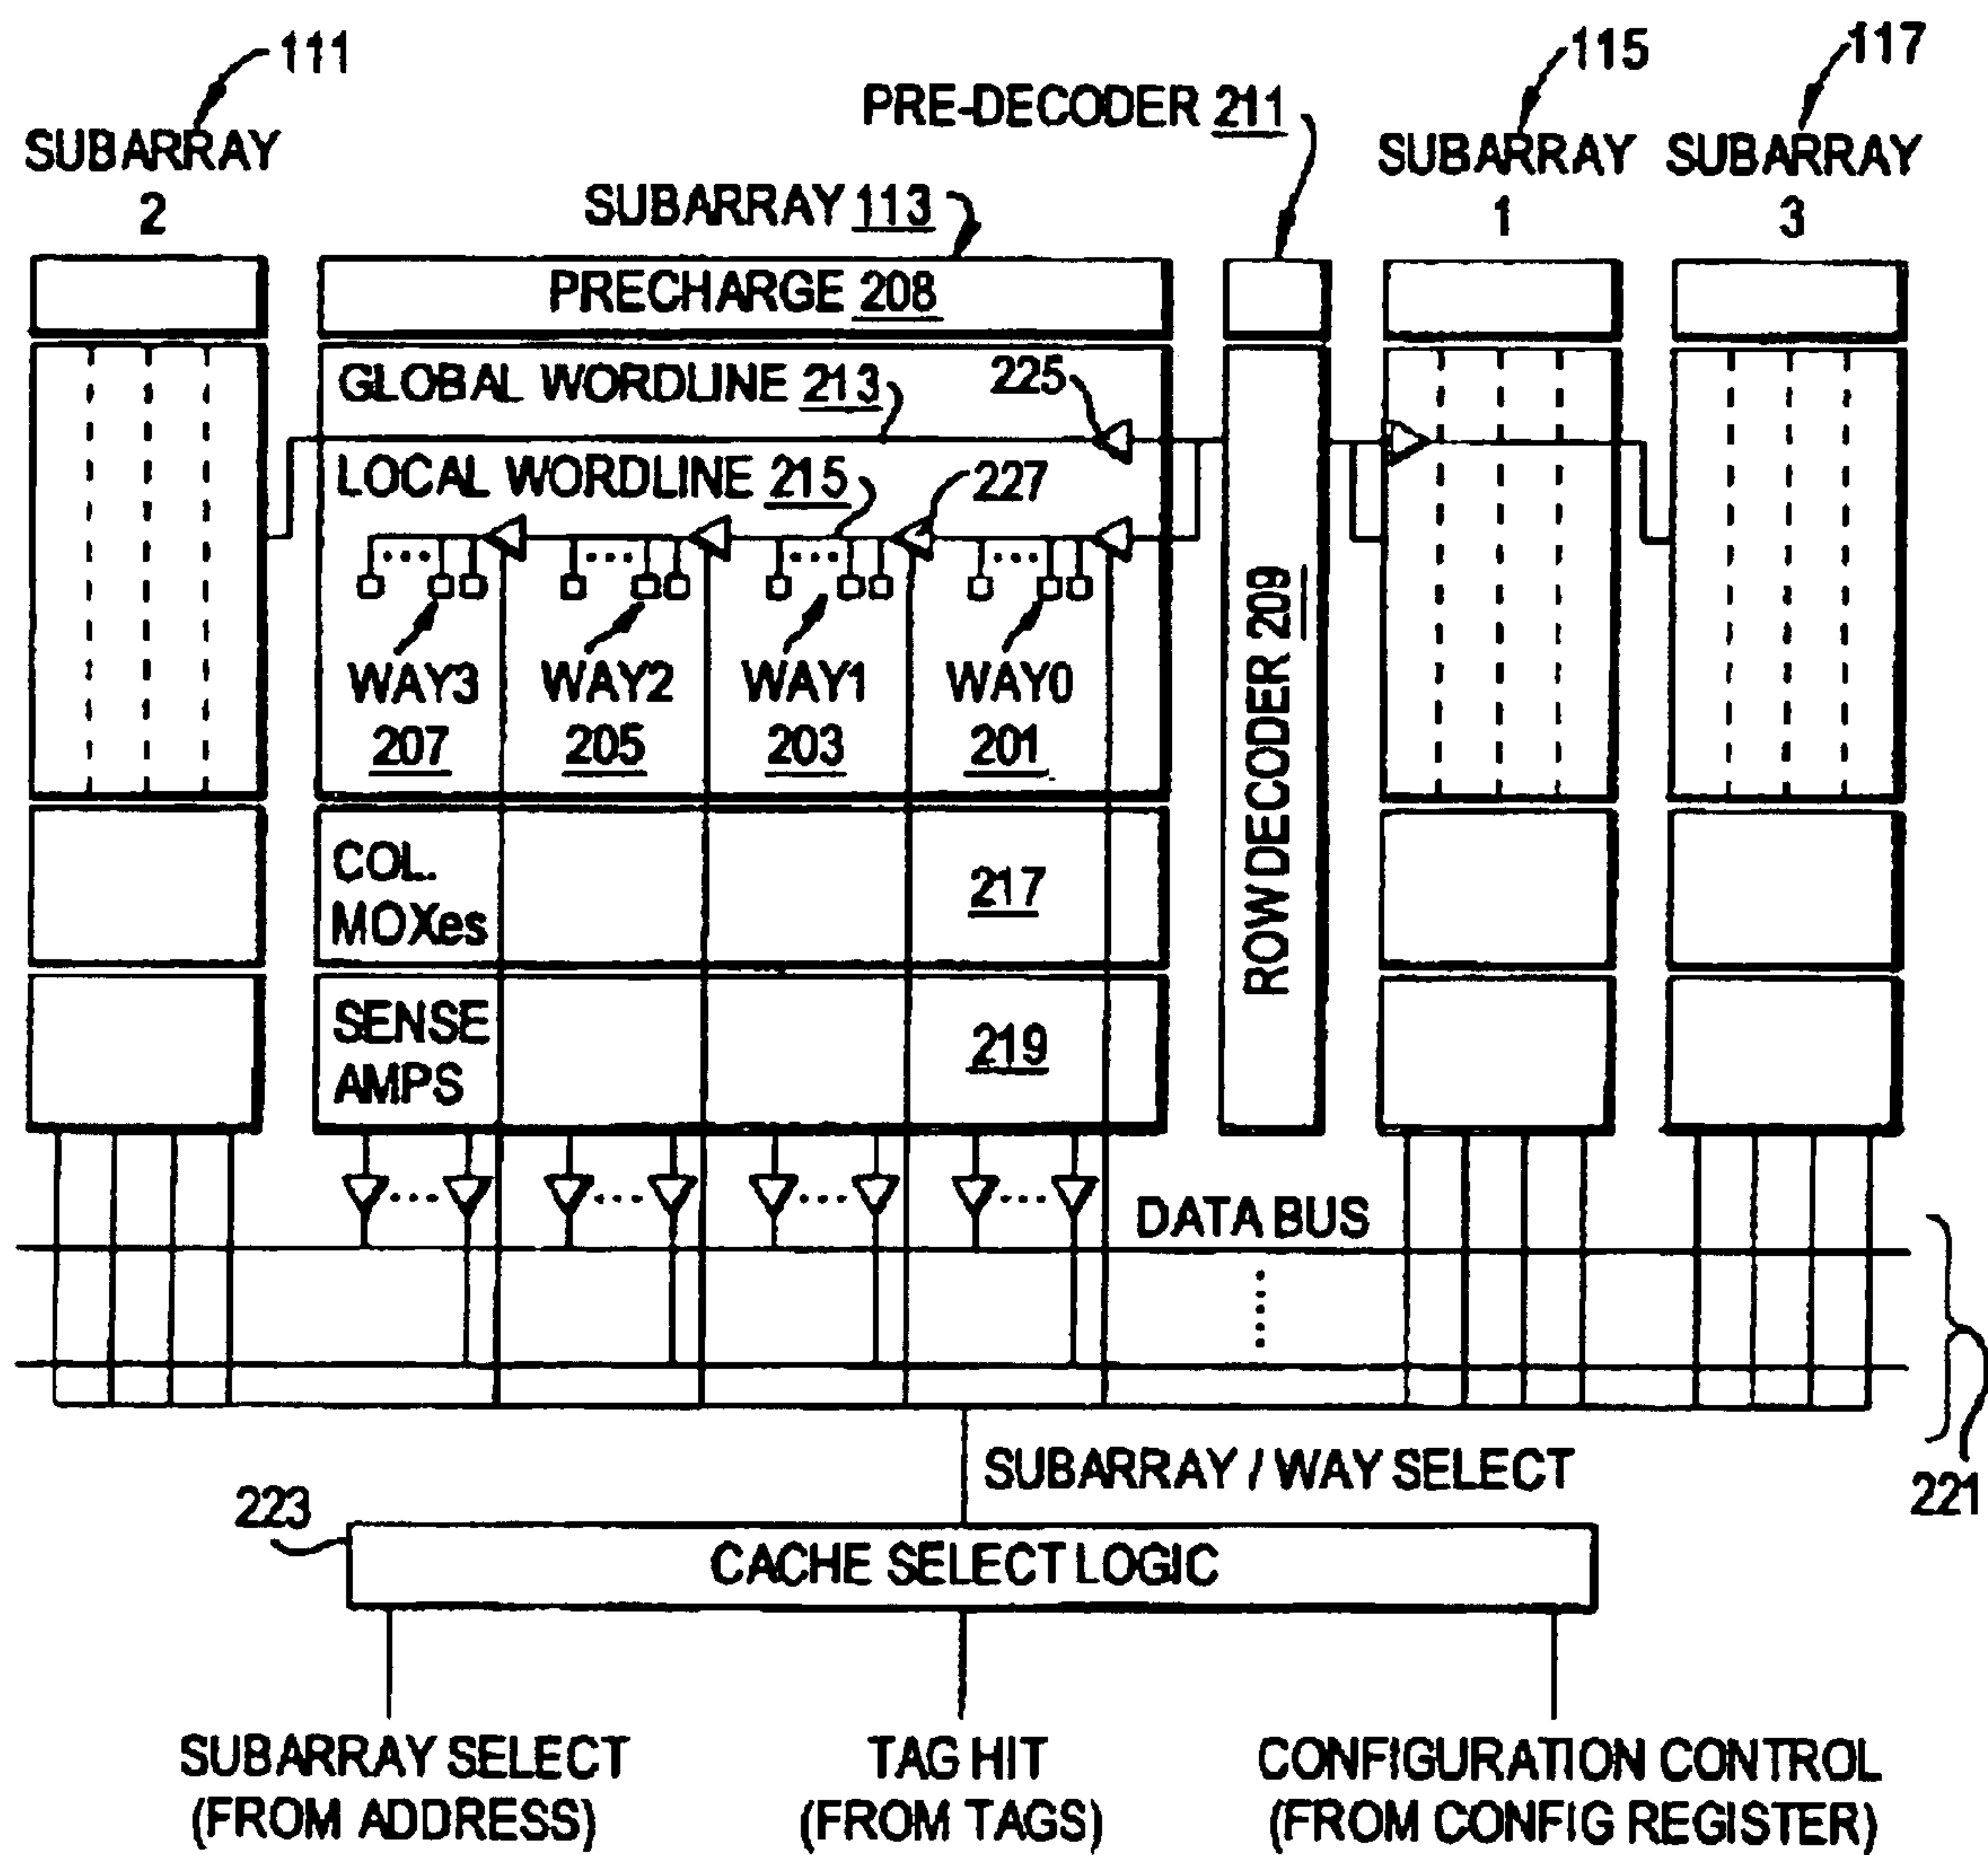 111
115
117
PRE-DECODER 211
SUBARRAY
2
SUBARRAY 113
SUBARRAY
1
SUBARRAY
3
PRECHARGE 208
GLOBAL WORDLINE 213
225
LOCAL WORDLINE 215
227
WAY3
207
WAY2
205
WAY1
203
WAY0
201
ROW DECODER 209
COL.
MOXes
217
SENSE
AMPS
219
DATA BUS
221
SUBARRAY / WAY SELECT
223
CACHE SELECT LOGIC
SUBARRAY SELECT
(FROM ADDRESS)
TAG HIT
(FROM TAGS)
CONFIGURATION CONTROL
(FROM CONFIG REGISTER)